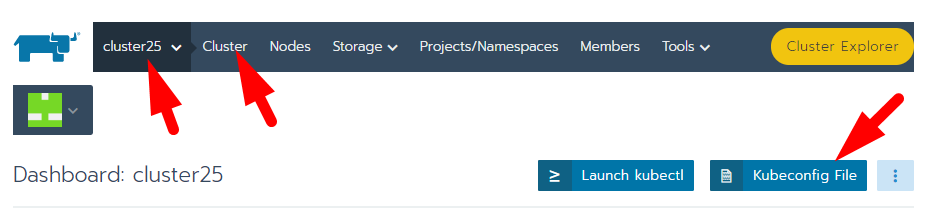 cluster25 Cluster Nodes Storage Projects/Namespaces Members Tools Cluster Explorer
Dashboard: cluster25 ≥ Launch kubectl Kubeconfig File